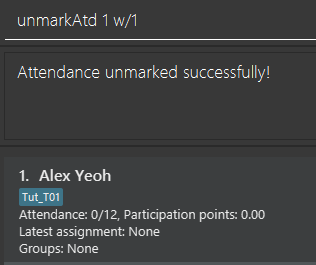 unmarkAtd 1 w/1
Attendance unmarked successfully!
1. Alex Yeoh
Tut_T01
Attendance: 0/12, Participation points: 0.00
Latest assignment: None
Groups: None